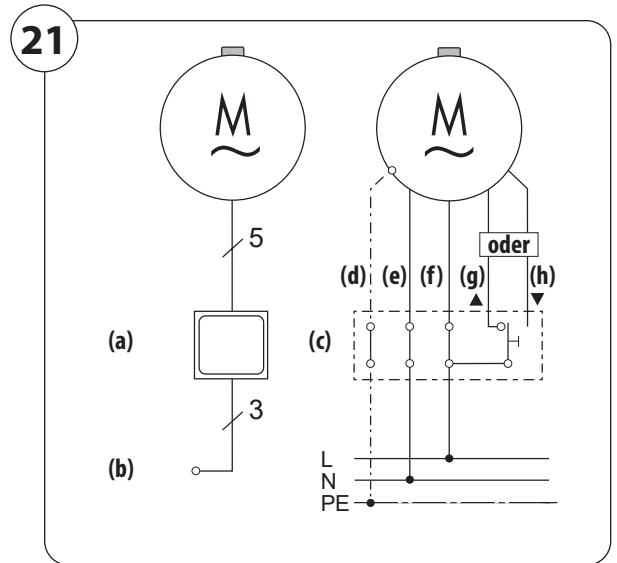 21
M
M
5
oder
(d) (e) (f) (g) (h)
▲ ▼
(a)
(c)
3
(b)
L
N
PE